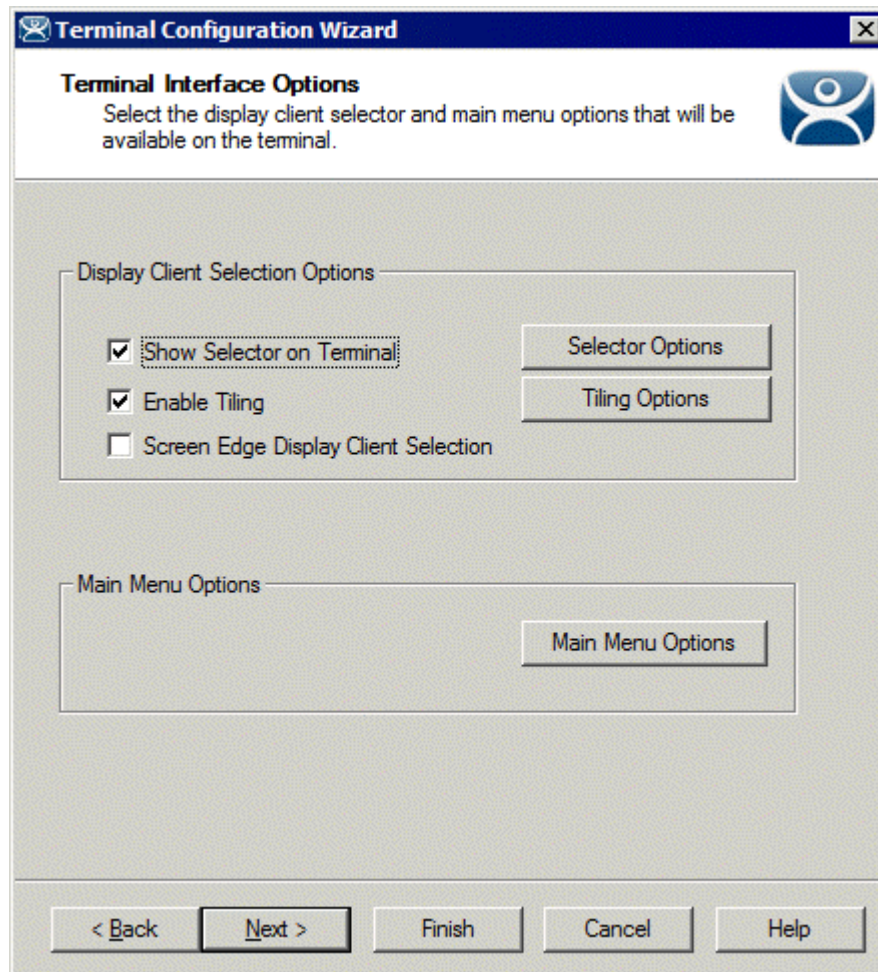 Terminal Configuration Wizard
Terminal Interface Options
Select the display client selector and main menu options that will be
available on the terminal.
Display Client Selection Options
Show Selector on Terminal
Selector Options
Enable Tiling
Tiling Options
Screen Edge Display Client Selection
Main Menu Options
Main Menu Options
< Back
Next >
Finish
Cancel
Help